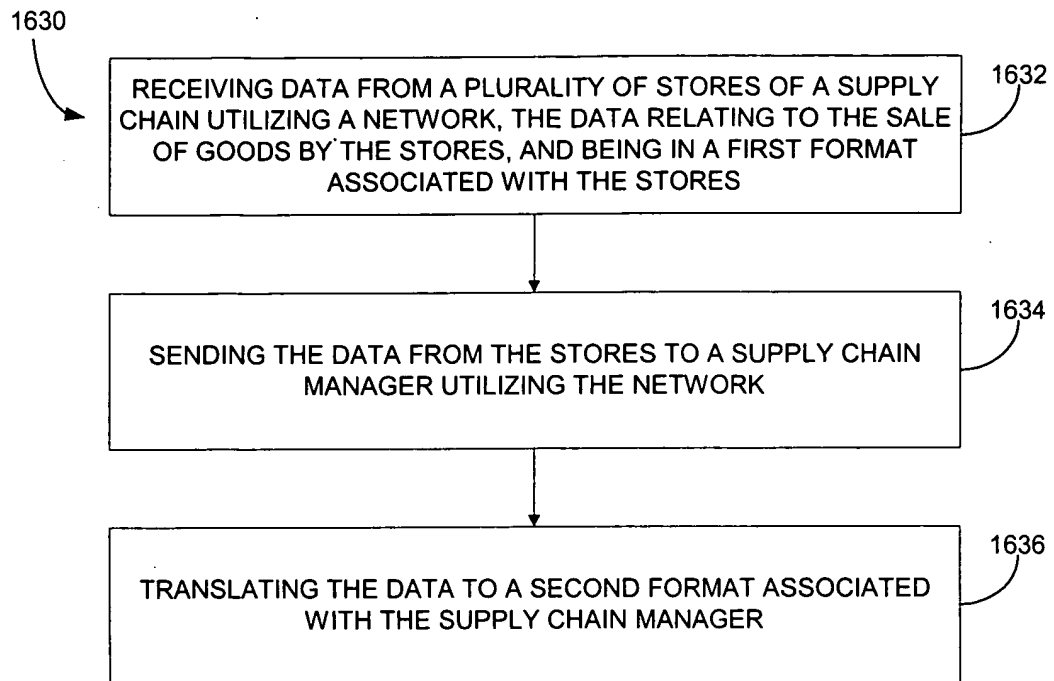 1630
RECEIVING DATA FROM A PLURALITY OF STORES OF A SUPPLY
CHAIN UTILIZING A NETWORK, THE DATA RELATING TO THE SALE
OF GOODS BY THE STORES, AND BEING IN A FIRST FORMAT
ASSOCIATED WITH THE STORES
1632
SENDING THE DATA FROM THE STORES TO A SUPPLY CHAIN
MANAGER UTILIZING THE NETWORK
1634
TRANSLATING THE DATA TO A SECOND FORMAT ASSOCIATED
WITH THE SUPPLY CHAIN MANAGER
1636